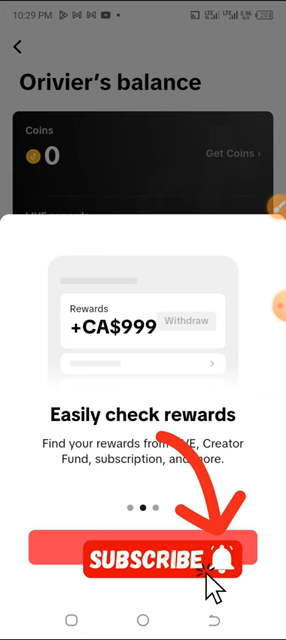 10:29 PM
Orivier's balance
Coins
0
Get Coins ›
Rewards
+CA$999
Withdraw
Easily check rewards
Find your rewards from LIVE, Creator
Fund, subscription, and more.
SUBSCRIBE